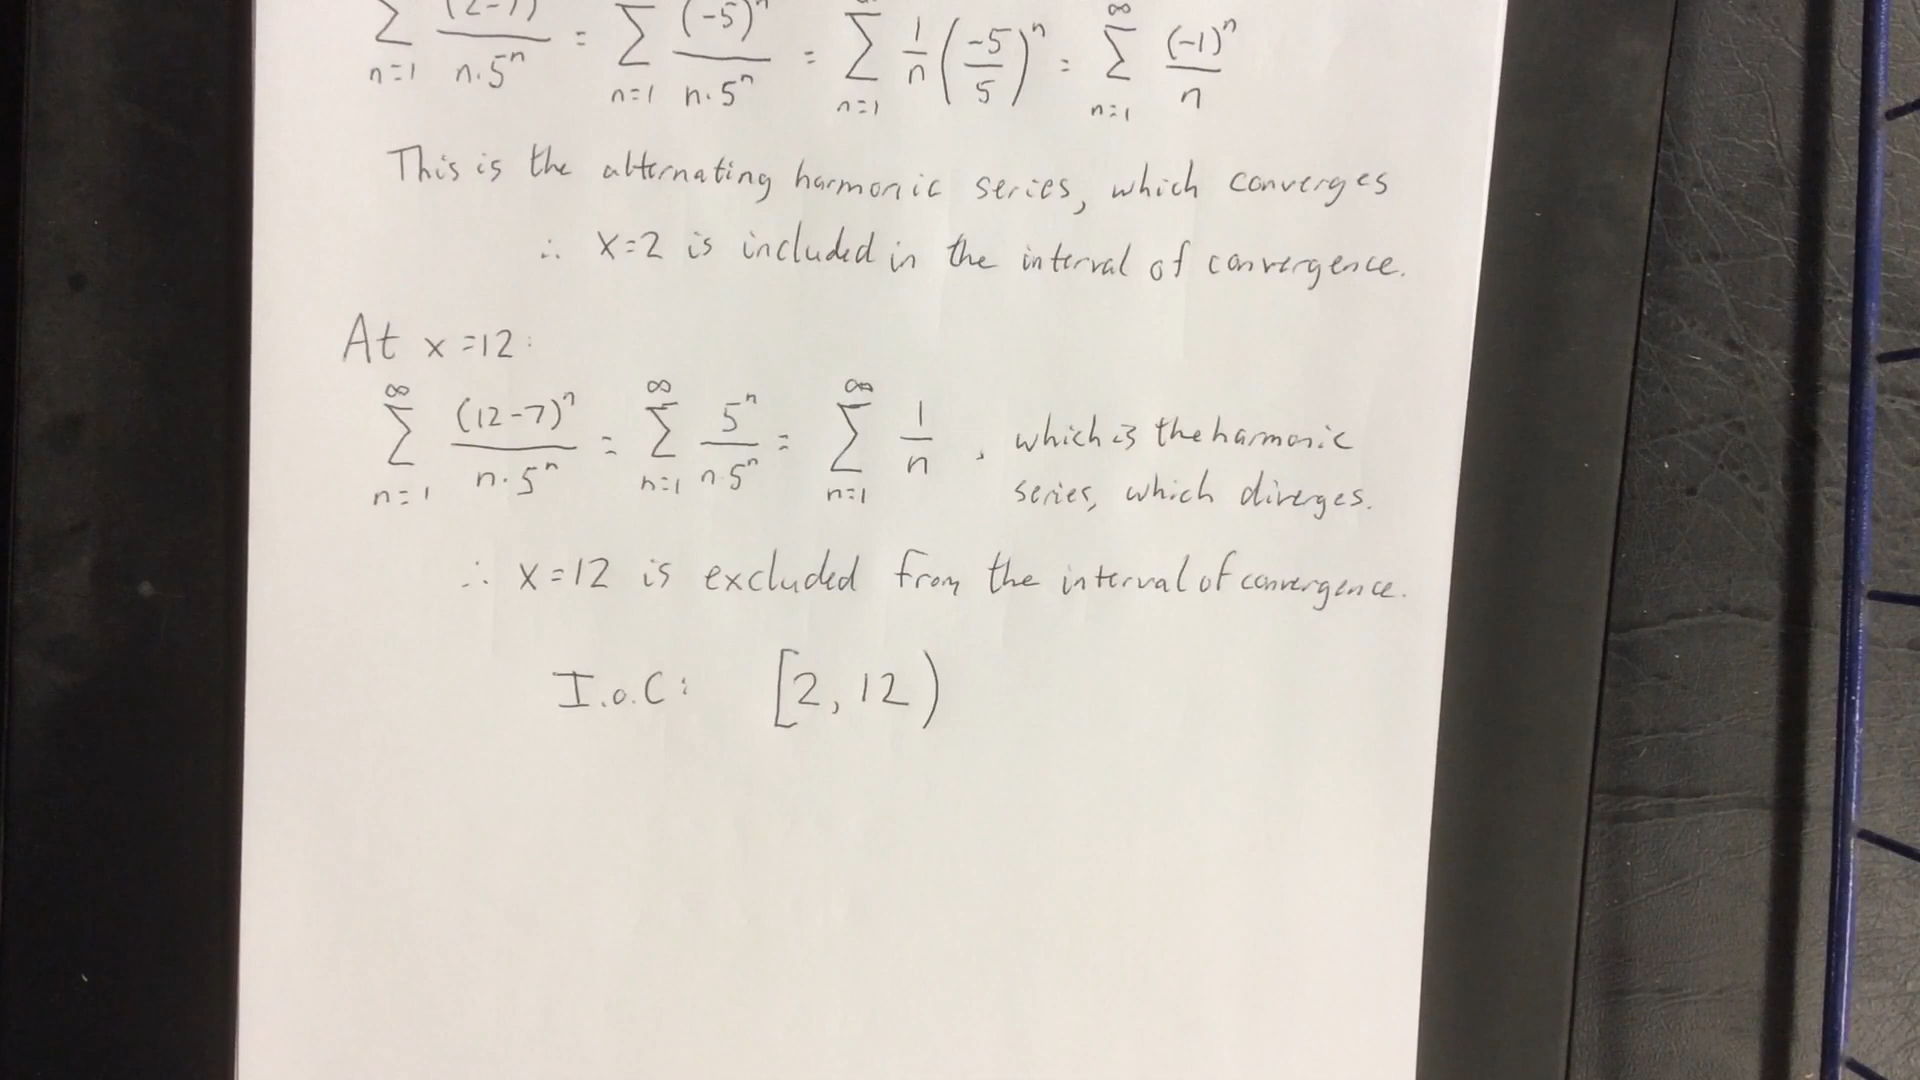 ∑ n=1 (2-7) / n·5^n = ∑ n=1 (-5)^n / n·5^n = ∑ n=1 1/n (-5/5)^n = ∞ ∑ n=1 (-1)^n / n
This is the alternating harmonic series, which converges
∴ x=2 is included in the interval of convergence.
At x=12:
∞ ∑ n=1 (12-7)^n / n·5^n = ∞ ∑ n=1 5^n / n·5^n = ∞ ∑ n=1 1/n , which is the harmonic
series, which diverges.
∴ x=12 is excluded from the interval of convergence.
I.o.C: [2, 12)